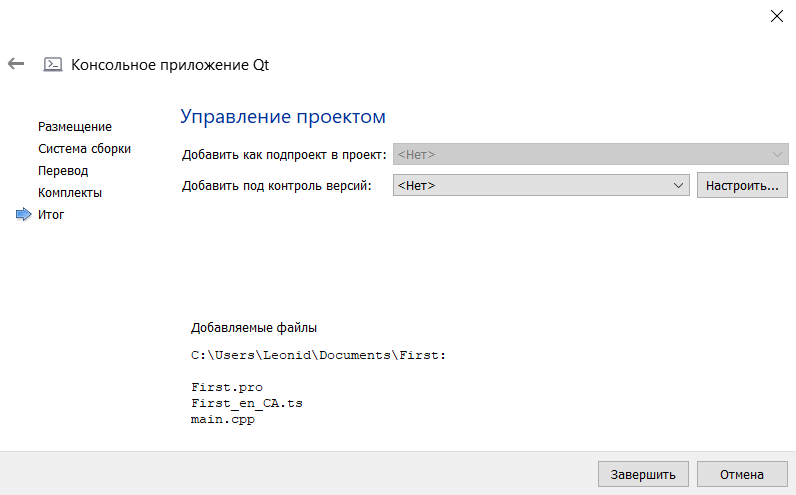 Консольное приложение Qt
Размещение
Система сборки
Перевод
Комплекты
Итог
Управление проектом
Добавить как подпроект в проект: <Нет>
Добавить под контроль версий: <Нет> Настроить...
Добавляемые файлы
C:\Users\Leonid\Documents\First:
First.pro
First_en_CA.ts
main.cpp
Завершить Отмена